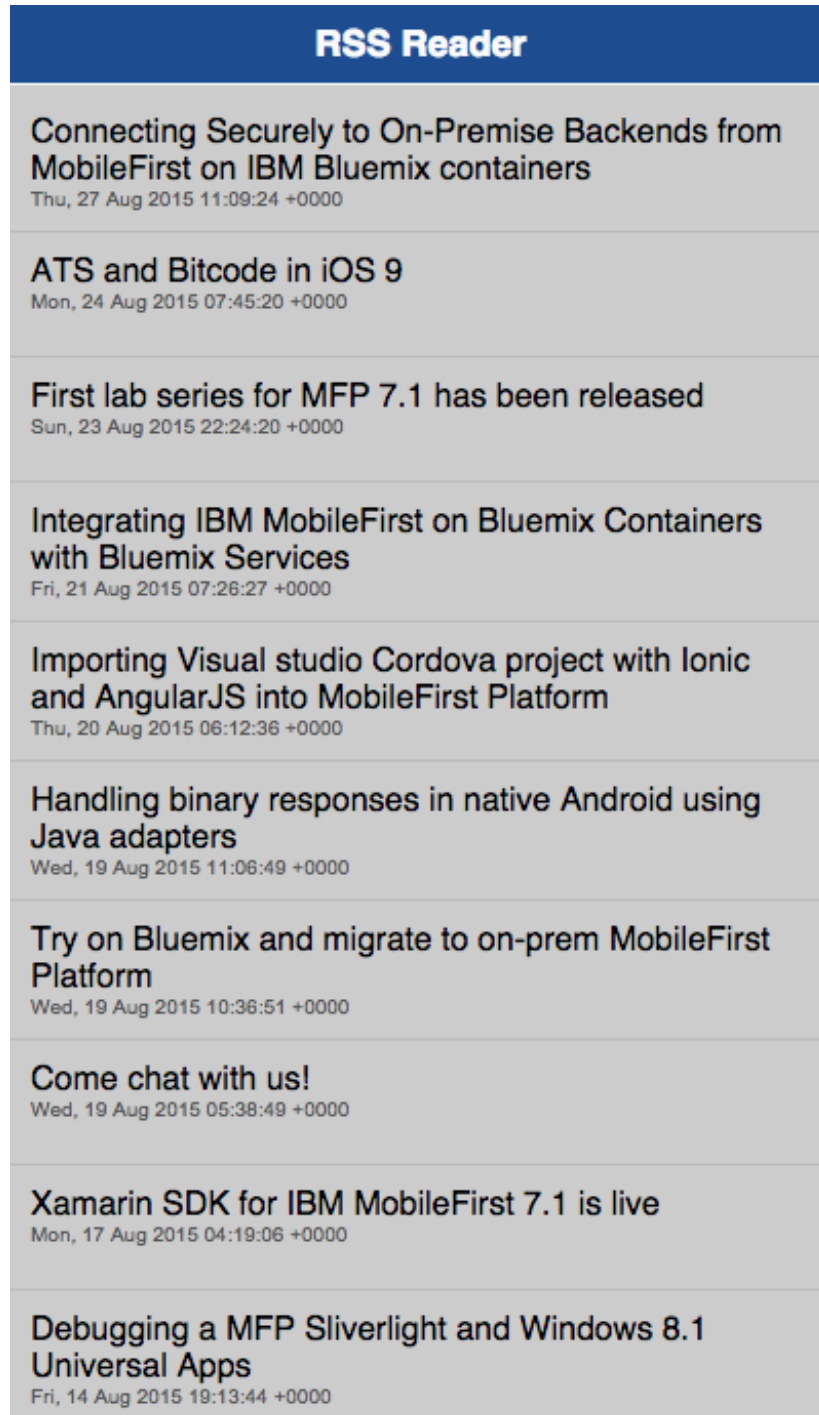 RSS Reader
Connecting Securely to On-Premise Backends from
MobileFirst on IBM Bluemix containers
Thu, 27 Aug 2015 11:09:24 +0000
ATS and Bitcode in iOS 9
Mon, 24 Aug 2015 07:45:20 +0000
First lab series for MFP 7.1 has been released
Sun, 23 Aug 2015 22:24:20 +0000
Integrating IBM MobileFirst on Bluemix Containers
with Bluemix Services
Fri, 21 Aug 2015 07:26:27 +0000
Importing Visual studio Cordova project with Ionic
and AngularJS into MobileFirst Platform
Thu, 20 Aug 2015 06:12:36 +0000
Handling binary responses in native Android using
Java adapters
Wed, 19 Aug 2015 11:06:49 +0000
Try on Bluemix and migrate to on-prem MobileFirst
Platform
Wed, 19 Aug 2015 10:36:51 +0000
Come chat with us!
Wed, 19 Aug 2015 05:38:49 +0000
Xamarin SDK for IBM MobileFirst 7.1 is live
Mon, 17 Aug 2015 04:19:06 +0000
Debugging a MFP Sliverlight and Windows 8.1
Universal Apps
Fri, 14 Aug 2015 19:13:44 +0000